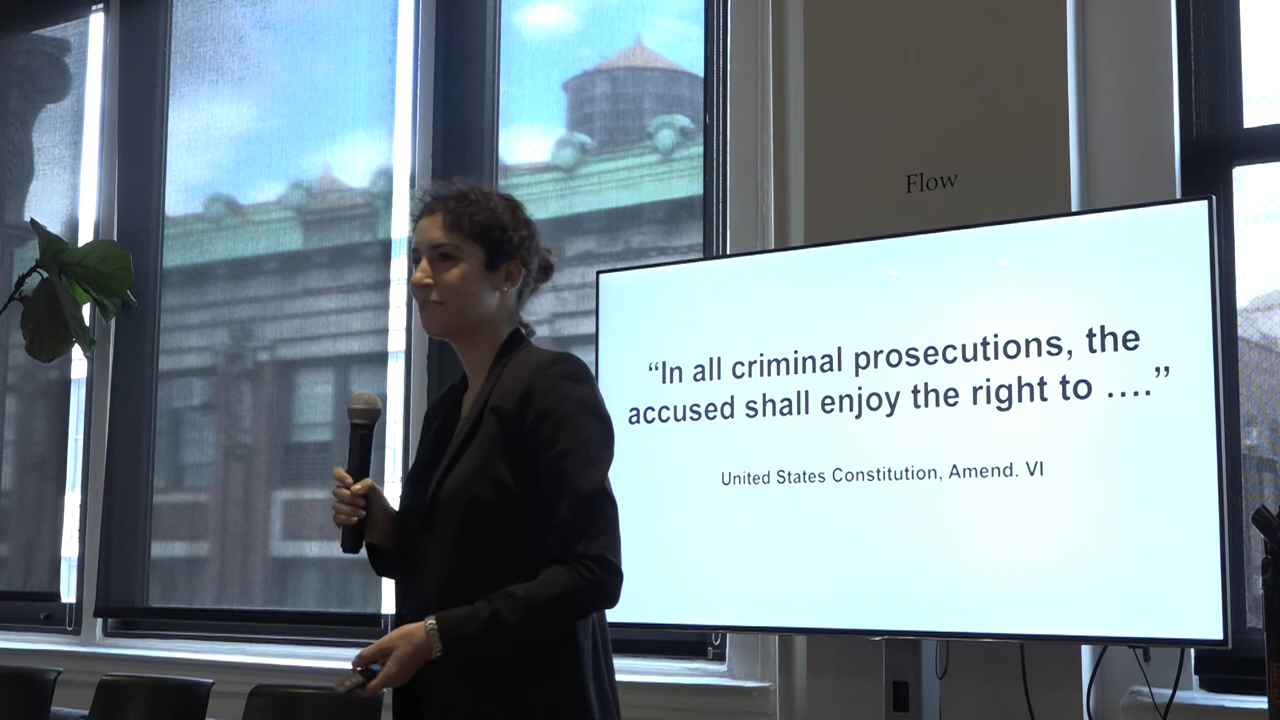 Flow
“In all criminal prosecutions, the
accused shall enjoy the right to ….”
United States Constitution, Amend. VI